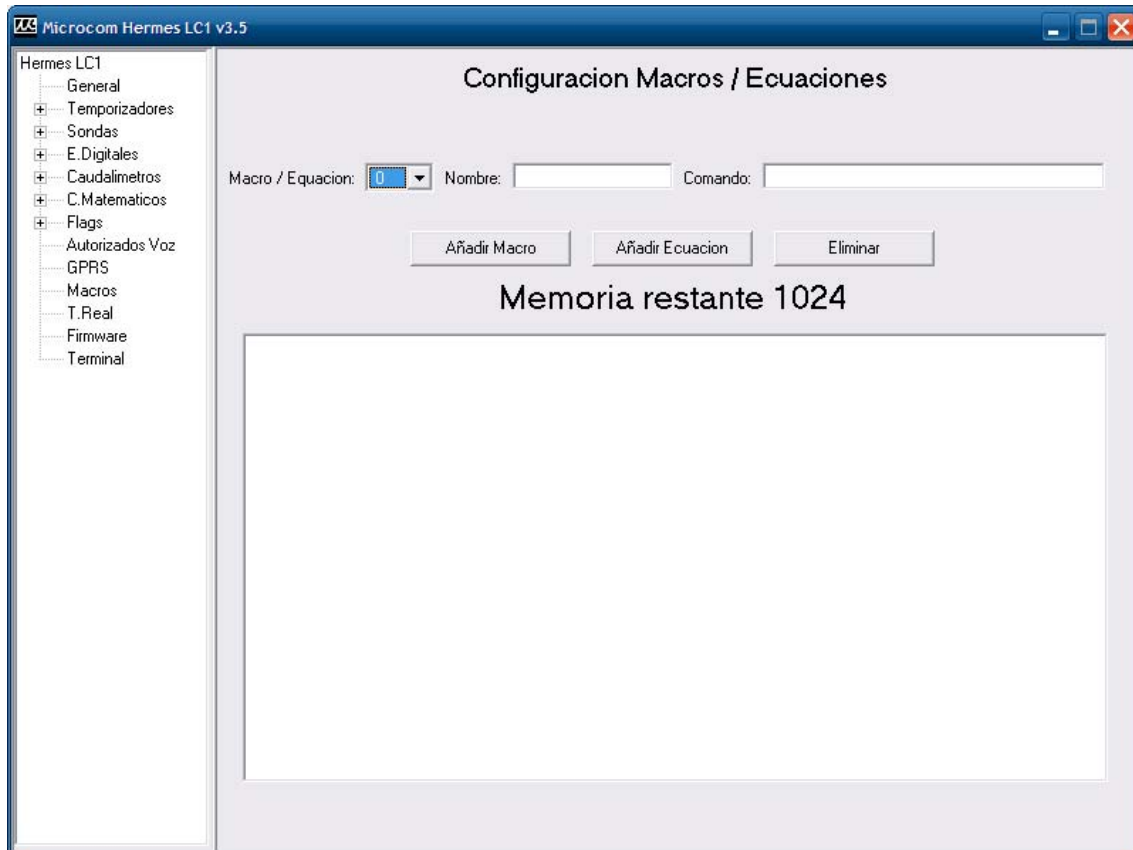 Microcom Hermes LC1 v3.5
Hermes LC1
General
Temporizadores
Sondas
E.Digitales
Caudalimetros
C.Matematicos
Flags
Autorizados Voz
GPRS
Macros
T.Real
Firmware
Terminal
Configuracion Macros / Ecuaciones
Macro / Equacion: 0 Nombre: Comando:
Añadir Macro Añadir Ecuacion Eliminar
Memoria restante 1024